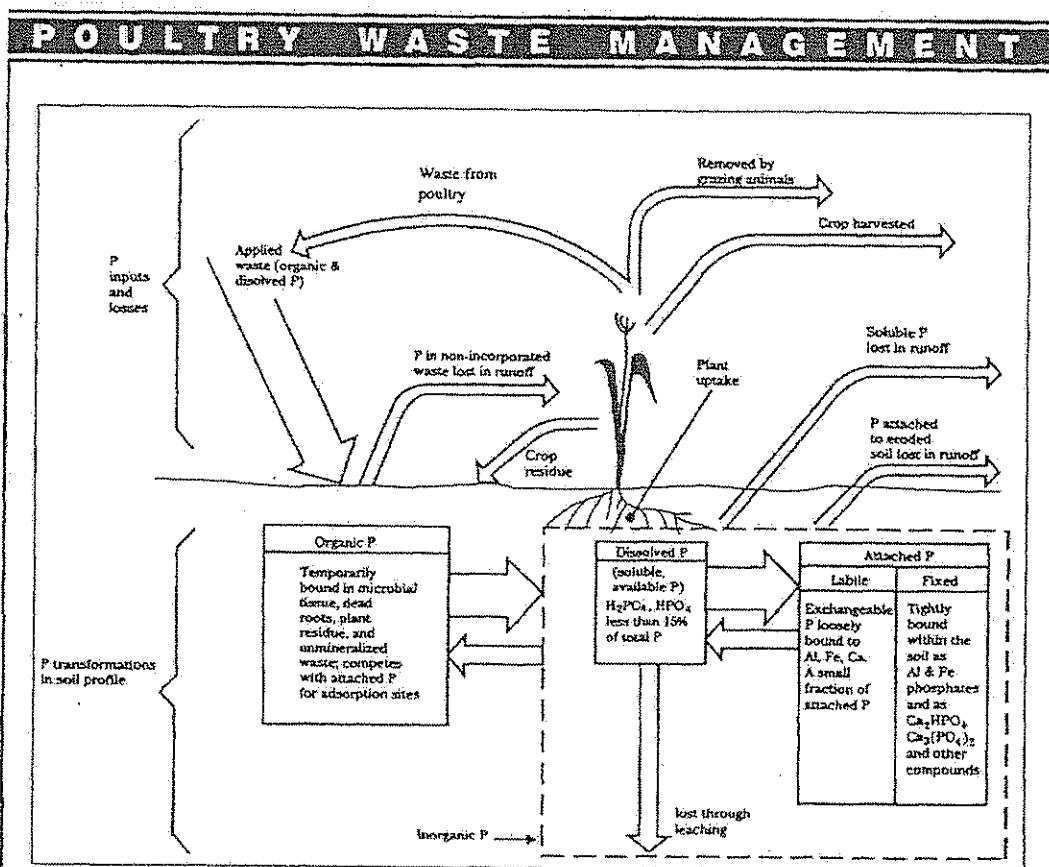 POULTRY WASTE MANAGEMENT
Waste from
poultry
Removed by
grazing animals
Crop harvested
Applied
waste (organic &
disolved P)
P
inputs
and
losses
P in non-incorporated
waste lost in runoff
Plant
uptake
Soluble P
lost in runoff
P attached
to eroded
soil lost in runoff
Crop
residue
P transformations
in soil profile
Organic P
Temporarily
bound in microbial
tissue, dead
roots, plant
residue, and
unmineralized
waste; competes
with attached P
for adsorption sites
Dissolved P
(soluble,
available P)
H₂PO₄, HPO₄
less than 15%
of total P
Attached P
Labile
Exchangeable
P loosely
bound to
Al, Fe, Ca.
A small
fraction of
attached P
Fixed
Tightly
bound
within the
soil as
Al & Fe
phosphates
and as
Ca₂HPO₄
Ca₃(PO₄)₂
and other
compounds
Inorganic P
lost through
leaching